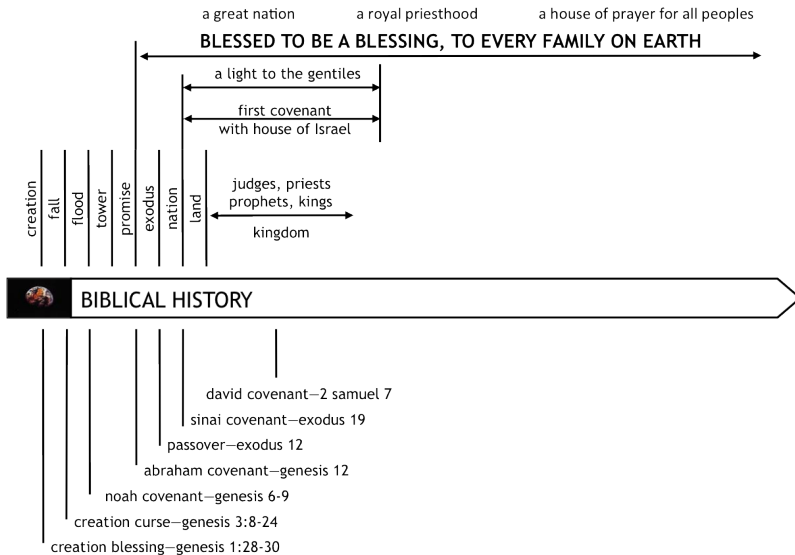 a great nation a royal priesthood a house of prayer for all peoples
BLESSED TO BE A BLESSING, TO EVERY FAMILY ON EARTH
a light to the gentiles
first covenant
with house of Israel
creation
fall
flood
tower
promise
exodus
nation
land
judges, priests
prophets, kings
kingdom
BIBLICAL HISTORY
david covenant—2 samuel 7
sinai covenant—exodus 19
passover—exodus 12
abraham covenant—genesis 12
noah covenant—genesis 6-9
creation curse—genesis 3:8-24
creation blessing—genesis 1:28-30